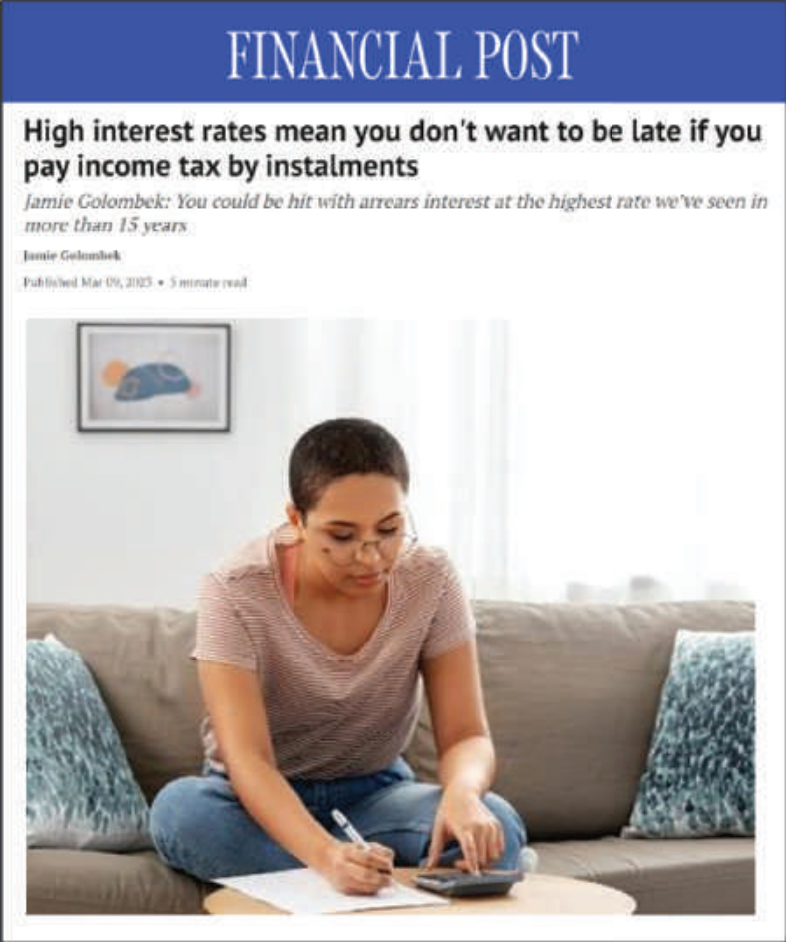 FINANCIAL POST
High interest rates mean you don't want to be late if you
pay income tax by instalments
Jamie Golombek: You could be hit with arrears interest at the highest rate we've seen in
more than 15 years
Jamie Golombek
Published Mar 09, 2023 • 5 minute read